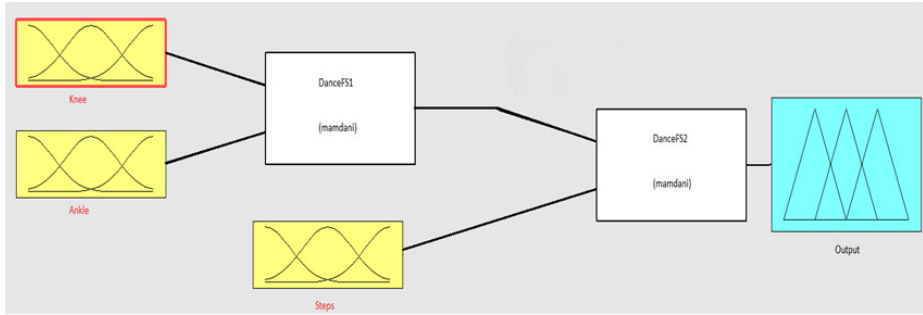 Knee
Ankle
DanceFS1
(mamdani)
Steps
DanceFS2
(mamdani)
Output